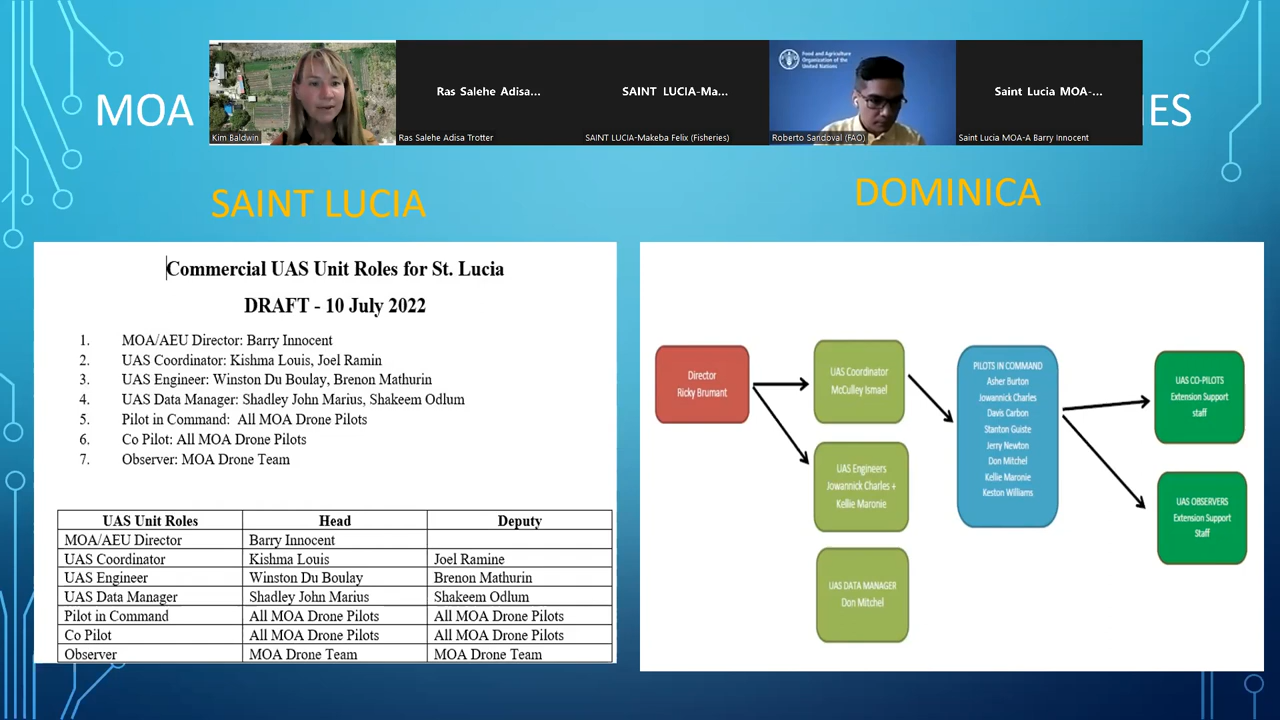 MOA
IES
Food and Agriculture
Organization of the
United Nations
Ras Salehe Adisa...
SAINT LUCIA-Ma...
Saint Lucia MOA-...
Kim Baldwin
Ras Salehe Adisa Trotter
SAINT LUCIA-Makeba Felix (Fisheries)
Roberto Sandoval (FAO)
Saint Lucia MOA-A Barry Innocent
SAINT LUCIA
DOMINICA
Commercial UAS Unit Roles for St. Lucia
DRAFT - 10 July 2022
1. MOA/AEU Director: Barry Innocent
2. UAS Coordinator: Kishma Louis, Joel Ramin
3. UAS Engineer: Winston Du Boulay, Brenon Mathurin
4. UAS Data Manager: Shadley John Marius, Shakeem Odlum
5. Pilot in Command: All MOA Drone Pilots
6. Co Pilot: All MOA Drone Pilots
7. Observer: MOA Drone Team
UAS Unit Roles Head Deputy
MOA/AEU Director Barry Innocent
UAS Coordinator Kishma Louis Joel Ramine
UAS Engineer Winston Du Boulay Brenon Mathurin
UAS Data Manager Shadley John Marius Shakeem Odlum
Pilot in Command All MOA Drone Pilots All MOA Drone Pilots
Co Pilot All MOA Drone Pilots All MOA Drone Pilots
Observer MOA Drone Team MOA Drone Team
Director
Ricky Brumant
UAS Coordinator
McCulley Ismael
UAS Engineers
Jowannick Charles +
Kellie Maronie
UAS DATA MANAGER
Don Mitchel
PILOTS IN COMMAND
Asher Burton
Jowannick Charles
Davis Carbon
Stanton Guiste
Jerry Newton
Don Mitchel
Kellie Maronie
Keston Williams
UAS CO-PILOTS
Extension Support
staff
UAS OBSERVERS
Extension Support
Staff